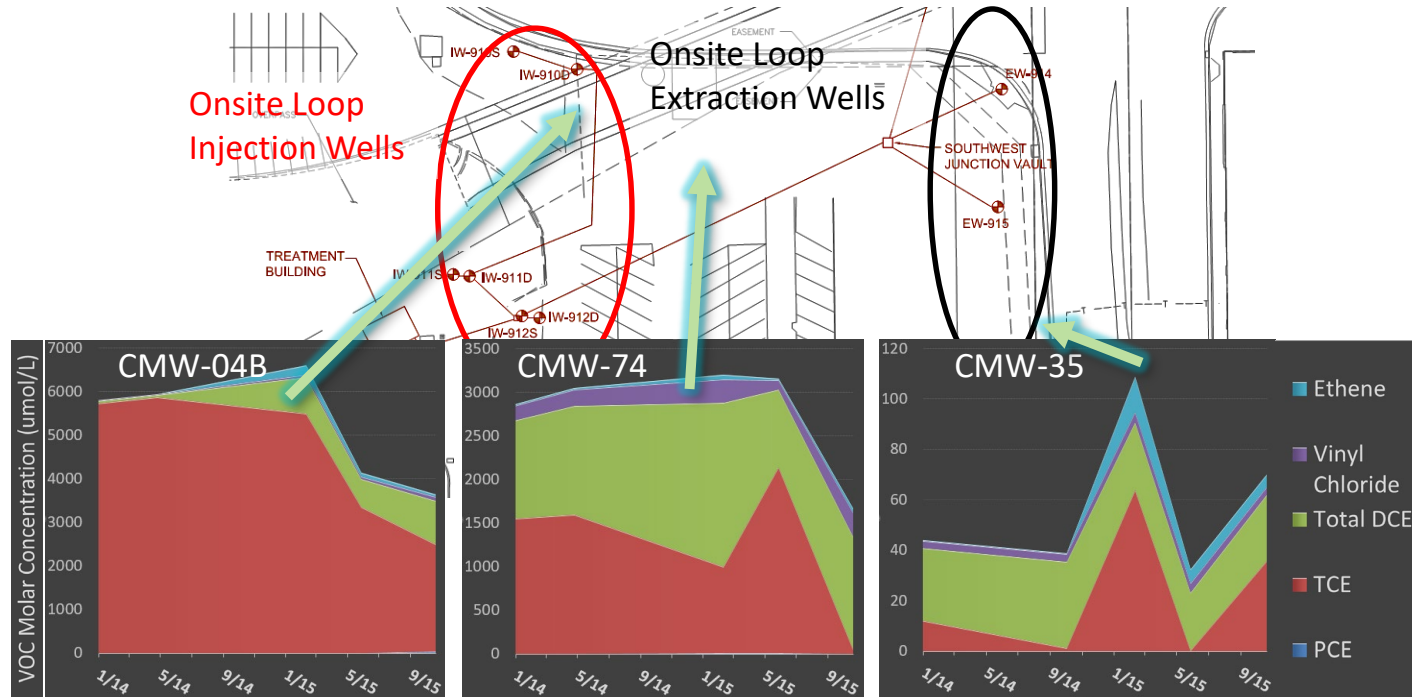 EASEMENT
IW-910S
IW-910D
Onsite Loop
Extraction Wells
EASEMENT
EW-914
Onsite Loop
Injection Wells
SOUTHWEST
JUNCTION VAULT
EW-915
TREATMENT
BUILDING
IW-911S
IW-911D
IW-912D
IW-912S
VOC Molar Concentration (umol/L)
CMW-04B
7000
6000
5000
4000
3000
2000
1000
0
1/14
5/14
9/14
1/15
5/15
9/15
CMW-74
3500
3000
2500
2000
1500
1000
500
0
1/14
5/14
9/14
1/15
5/15
9/15
CMW-35
120
100
80
60
40
20
0
1/14
5/14
9/14
1/15
5/15
9/15
Ethene
Vinyl
Chloride
Total DCE
TCE
PCE